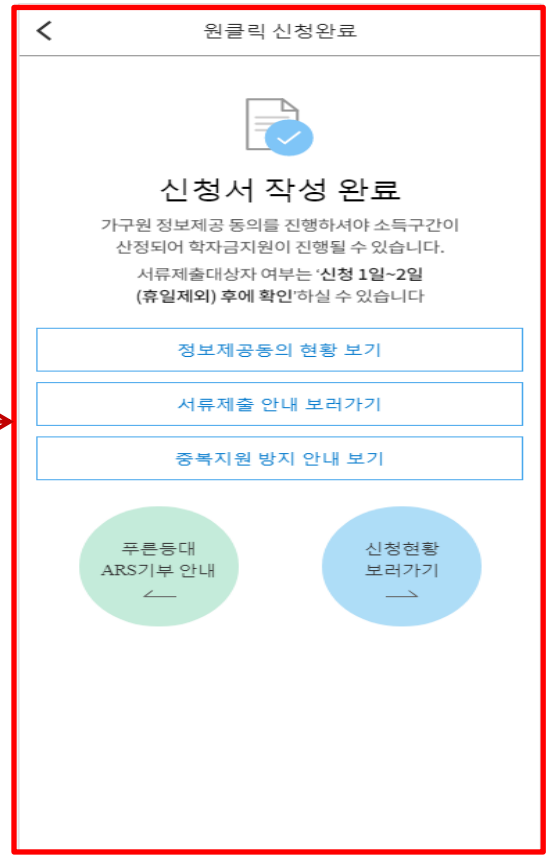 원클릭 신청완료
신청서 작성 완료
가구원 정보제공 동의를 진행하셔야 소득구간이
산정되어 학자금지원이 진행될 수 있습니다.
서류제출대상자 여부는 '신청 1일~2일
(휴일제외) 후에 확인'하실 수 있습니다
정보제공동의 현황 보기
서류제출 안내 보러가기
중복지원 방지 안내 보기
푸른등대
ARS기부 안내
신청현황
보러가기